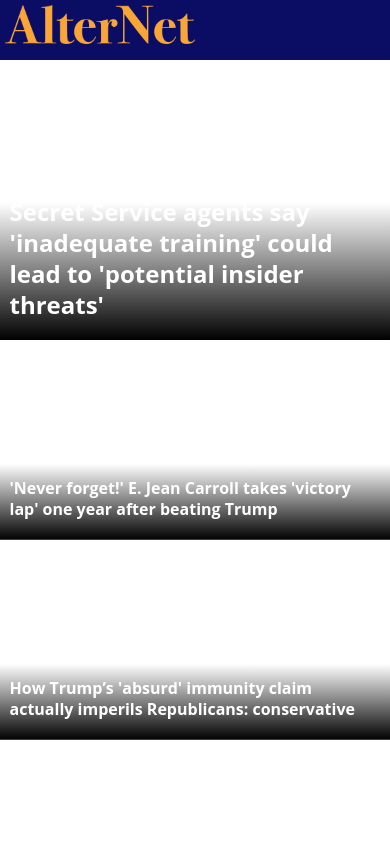 AlterNet
Secret Service agents say
'inadequate training' could
lead to 'potential insider
threats'
'Never forget!' E. Jean Carroll takes 'victory
lap' one year after beating Trump
How Trump’s 'absurd' immunity claim
actually imperils Republicans: conservative